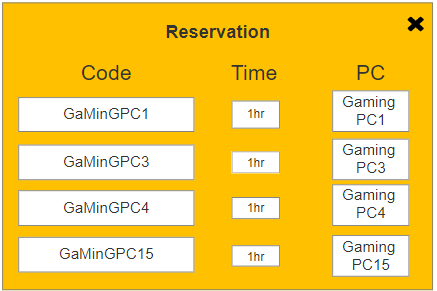 Reservation
Code Time PC
GaMinGPC1 1hr Gaming
PC1
GaMinGPC3 1hr Gaming
PC3
GaMinGPC4 1hr Gaming
PC4
GaMinGPC15 1hr Gaming
PC15